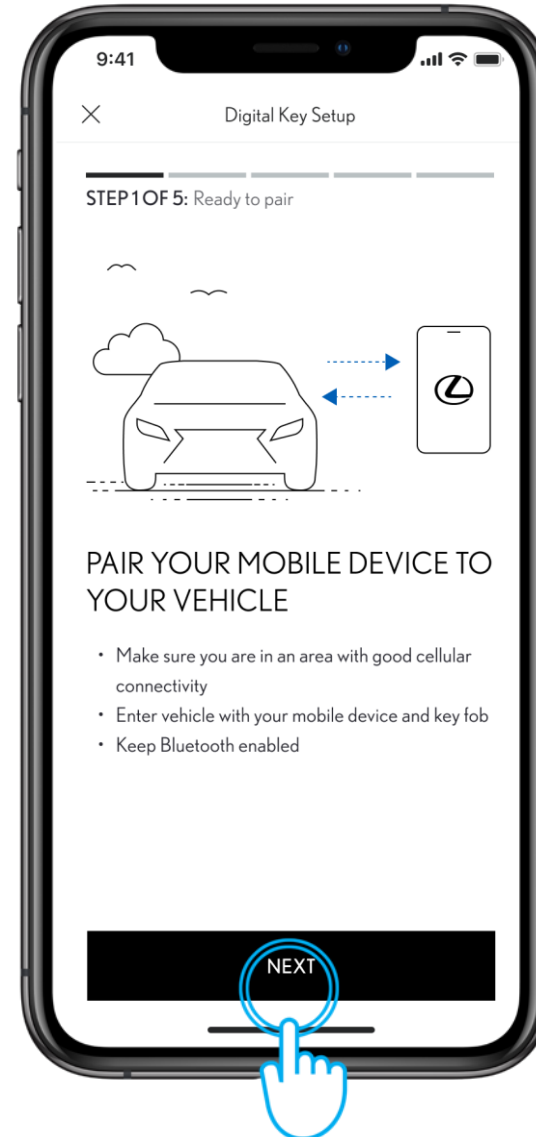 9:41
Digital Key Setup
STEP 1 OF 5: Ready to pair
PAIR YOUR MOBILE DEVICE TO
YOUR VEHICLE
• Make sure you are in an area with good cellular
connectivity
• Enter vehicle with your mobile device and key fob
• Keep Bluetooth enabled
NEXT